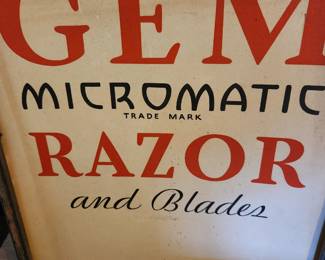 GEM
MICROMATIC
TRADE MARK
RAZOR
and Blades